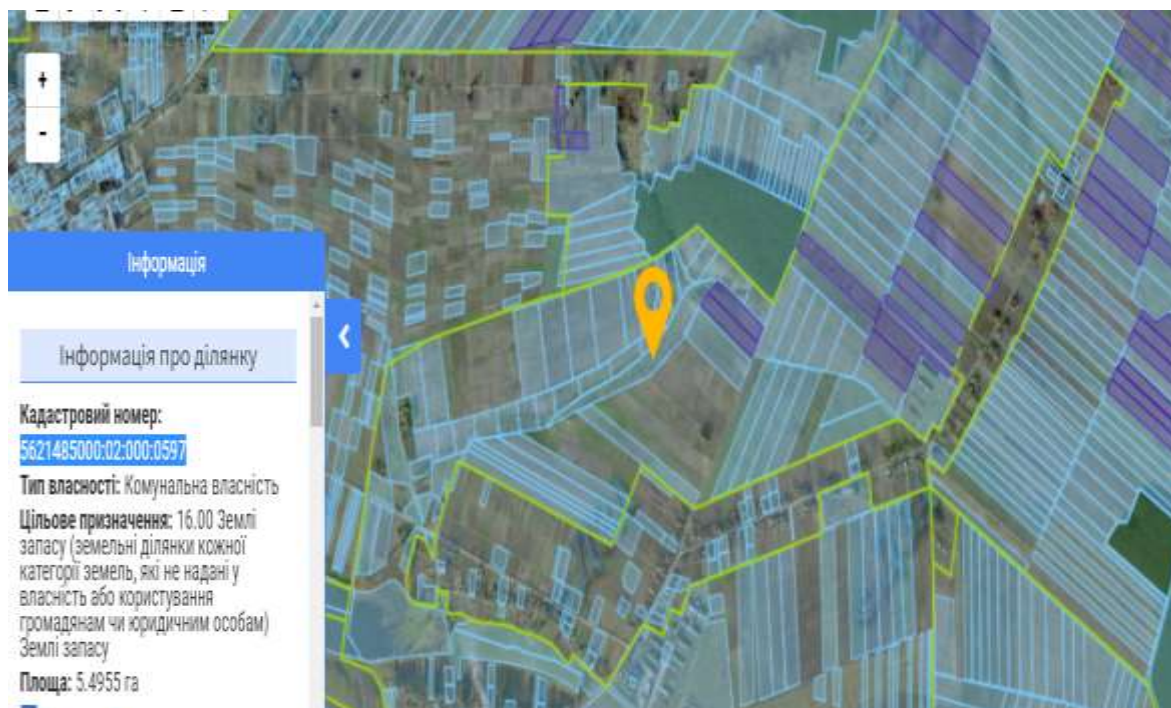 +
-
Інформація
Інформація про ділянку
Кадастровий номер:
5621485000:02:000:0597
Тип власності: Комунальна власність
Цільове призначення: 16.00 Землі
запасу (земельні ділянки кожної
категорії земель, які не надані у
власність або користування
громадянам чи юридичним особам)
Землі запасу
Площа: 5.4955 га